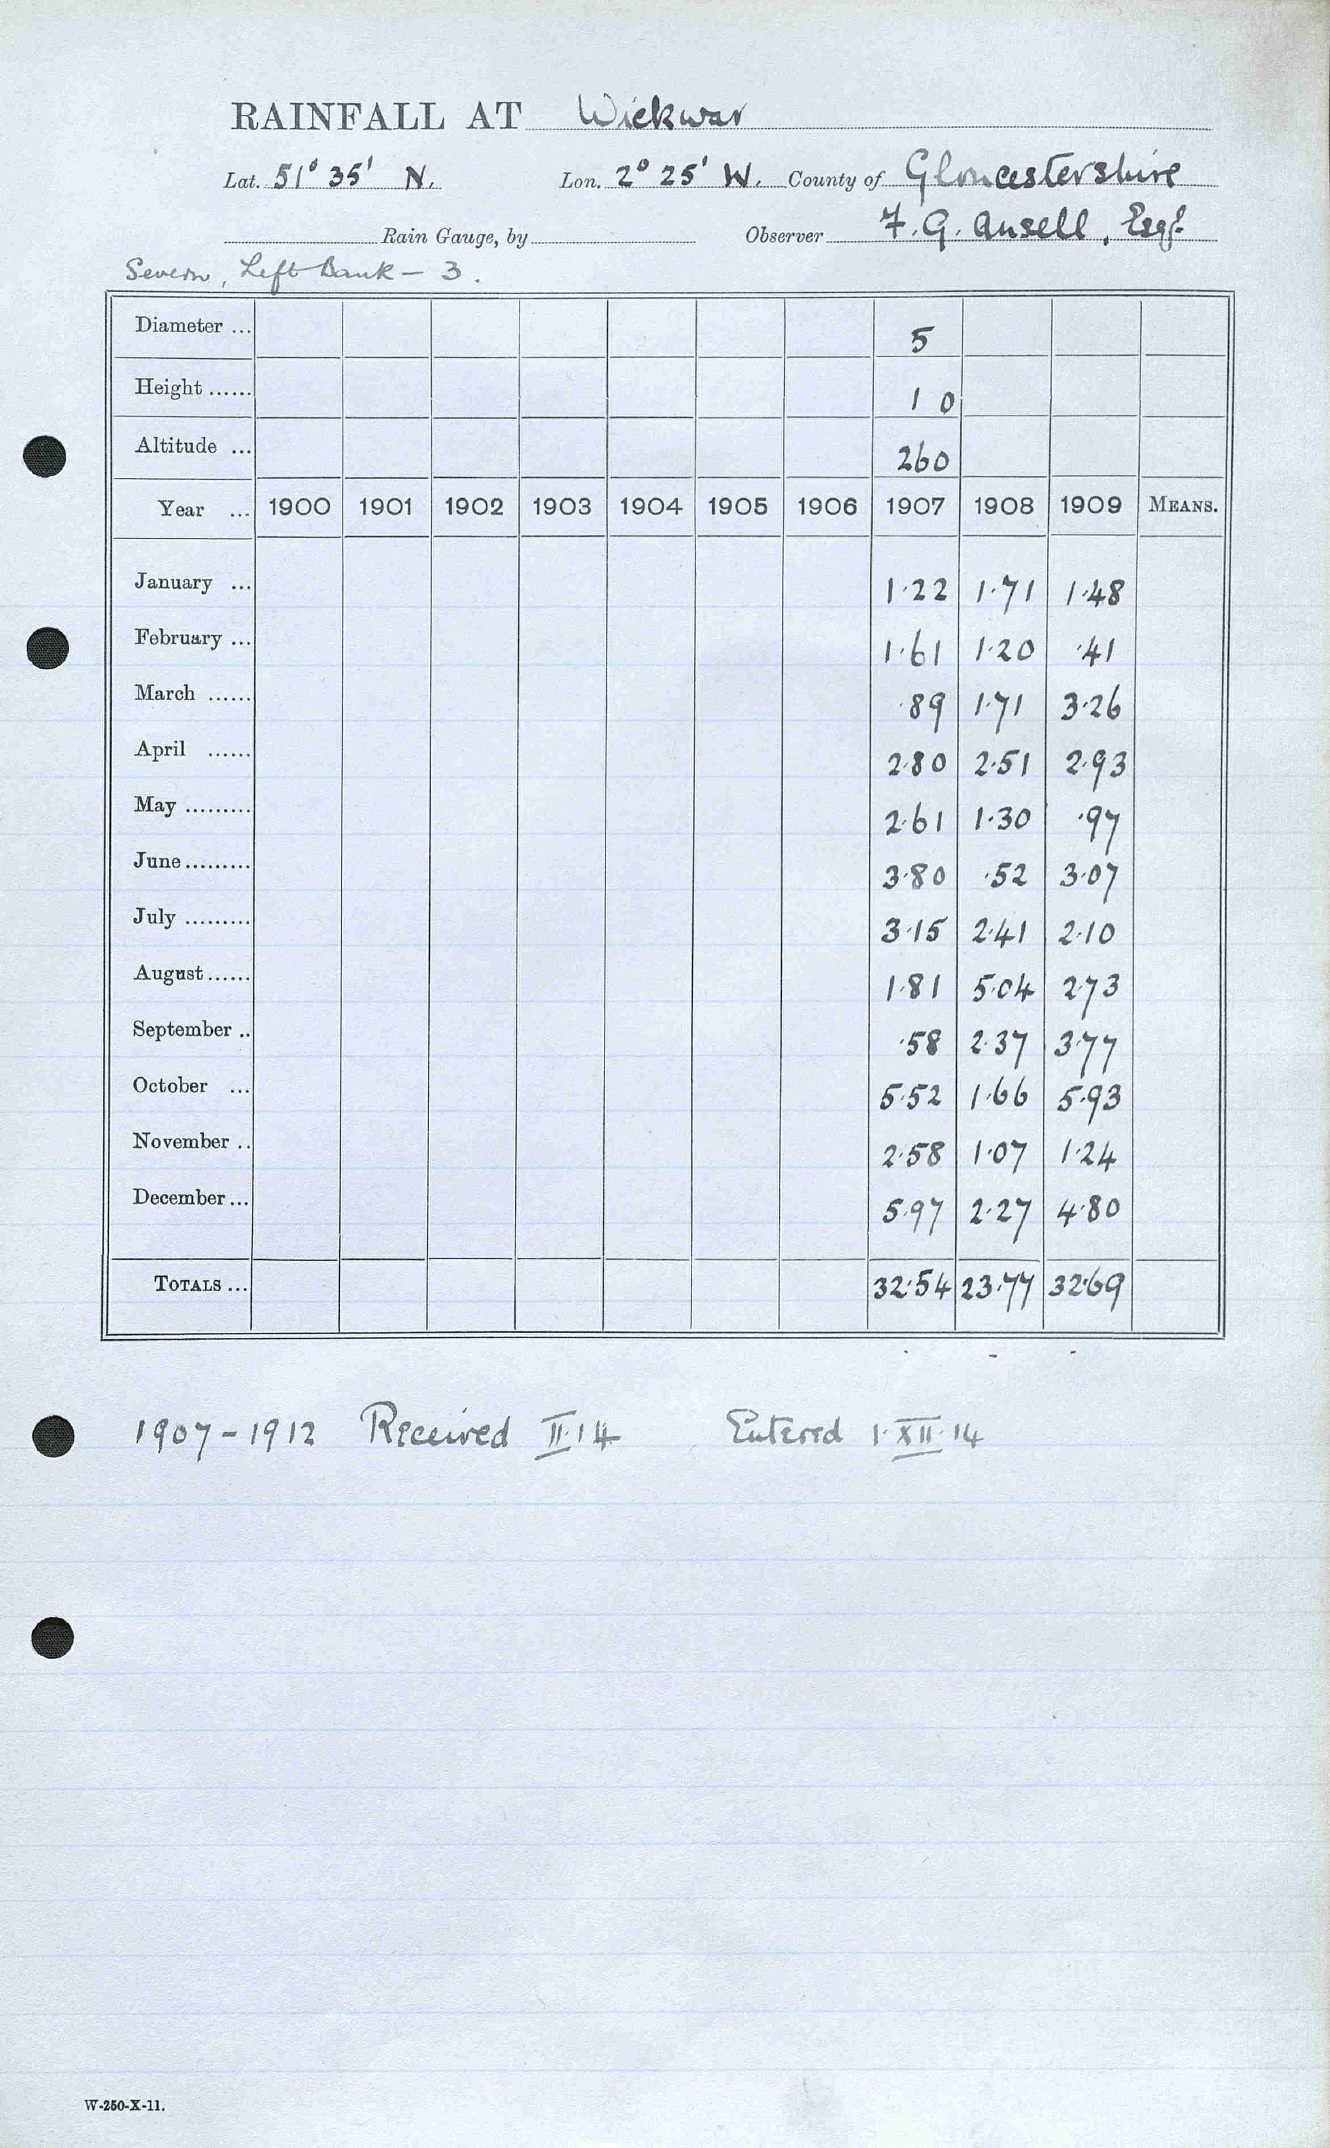 RAINFALL AT Wickwar
Lat. 51° 35' N. Lon. 2° 25' W. County of Gloucestershire
Rain Gauge, by Observer F. G. Ansell, Esqr.
Severn, Left Bank - 3.
Diameter ... 5
Height ...... 1 0
Altitude ... 260
Year ... 1900 1901 1902 1903 1904 1905 1906 1907 1908 1909 MEANS.
January ... 1·22 1·71 1·48
February ... 1·61 1·20 ·41
March ...... ·89 1·71 3·26
April ...... 2·80 2·51 2·93
May ......... 2·61 1·30 ·97
June ......... 3·80 ·52 3·07
July ......... 3·15 2·41 2·10
August ...... 1·81 5·04 2·73
September .. ·58 2·37 3·77
October ... 5·52 1·66 5·93
November .. 2·58 1·07 1·24
December ... 5·97 2·27 4·80
TOTALS ... 32·54 23·77 32·69
1907-1912 Received II·14 Entered 1·XII·14
W-250-X-11.